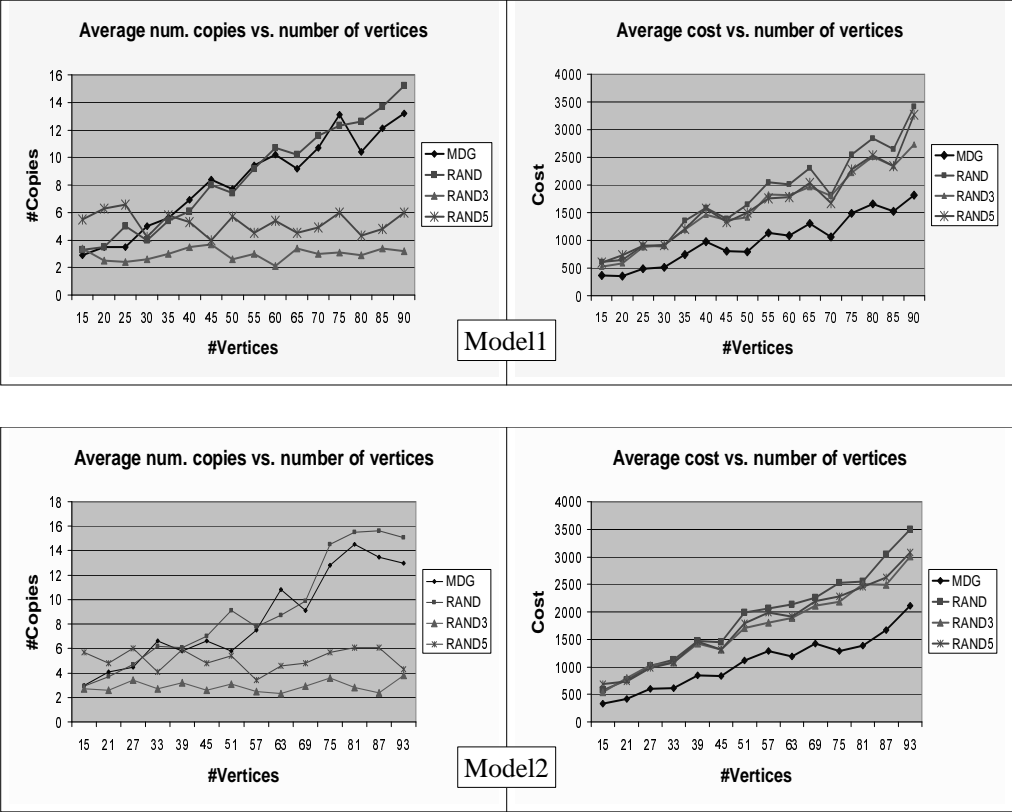 Average num. copies vs. number of vertices
16
14
12
10
8
6
4
2
0
#Copies
15 20 25 30 35 40 45 50 55 60 65 70 75 80 85 90
#Vertices
MDG
RAND
RAND3
RAND5
Average cost vs. number of vertices
4000
3500
3000
2500
2000
1500
1000
500
0
Cost
15 20 25 30 35 40 45 50 55 60 65 70 75 80 85 90
#Vertices
MDG
RAND
RAND3
RAND5
Model1
Average num. copies vs. number of vertices
18
16
14
12
10
8
6
4
2
0
#Copies
15 21 27 33 39 45 51 57 63 69 75 81 87 93
#Vertices
MDG
RAND
RAND3
RAND5
Average cost vs. number of vertices
4000
3500
3000
2500
2000
1500
1000
500
0
Cost
15 21 27 33 39 45 51 57 63 69 75 81 87 93
#Vertices
MDG
RAND
RAND3
RAND5
Model2